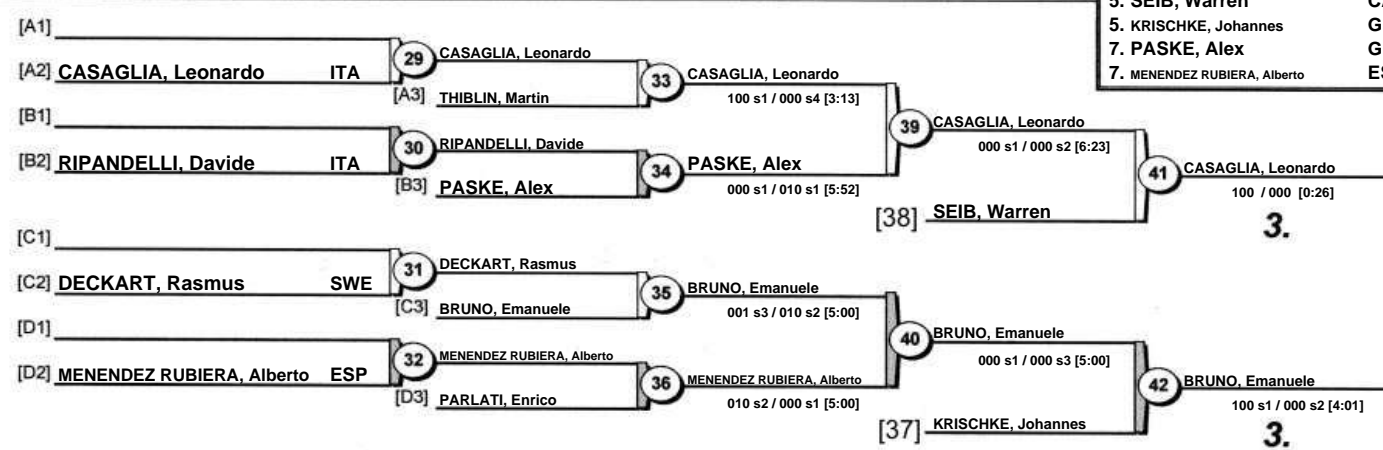 5. SEIB, Warren
5. KRISCHKE, Johannes G
7. PASKE, Alex G
7. MENENDEZ RUBIERA, Alberto
[A1]
[A2] CASAGLIA, Leonardo ITA
29
CASAGLIA, Leonardo
[A3] THIBLIN, Martin
33
CASAGLIA, Leonardo
100 s1 / 000 s4 [3:13]
[B1]
[B2] RIPANDELLI, Davide ITA
30
RIPANDELLI, Davide
[B3] PASKE, Alex
34
PASKE, Alex
000 s1 / 010 s1 [5:52]
39
CASAGLIA, Leonardo
000 s1 / 000 s2 [6:23]
[38] SEIB, Warren
41
CASAGLIA, Leonardo
100 / 000 [0:26]
3.
[C1]
[C2] DECKART, Rasmus SWE
31
DECKART, Rasmus
[C3] BRUNO, Emanuele
35
BRUNO, Emanuele
001 s3 / 010 s2 [5:00]
[D1]
[D2] MENENDEZ RUBIERA, Alberto ESP
32
MENENDEZ RUBIERA, Alberto
[D3] PARLATI, Enrico
36
MENENDEZ RUBIERA, Alberto
010 s2 / 000 s1 [5:00]
40
BRUNO, Emanuele
000 s1 / 000 s3 [5:00]
[37] KRISCHKE, Johannes
42
BRUNO, Emanuele
100 s1 / 000 s2 [4:01]
3.